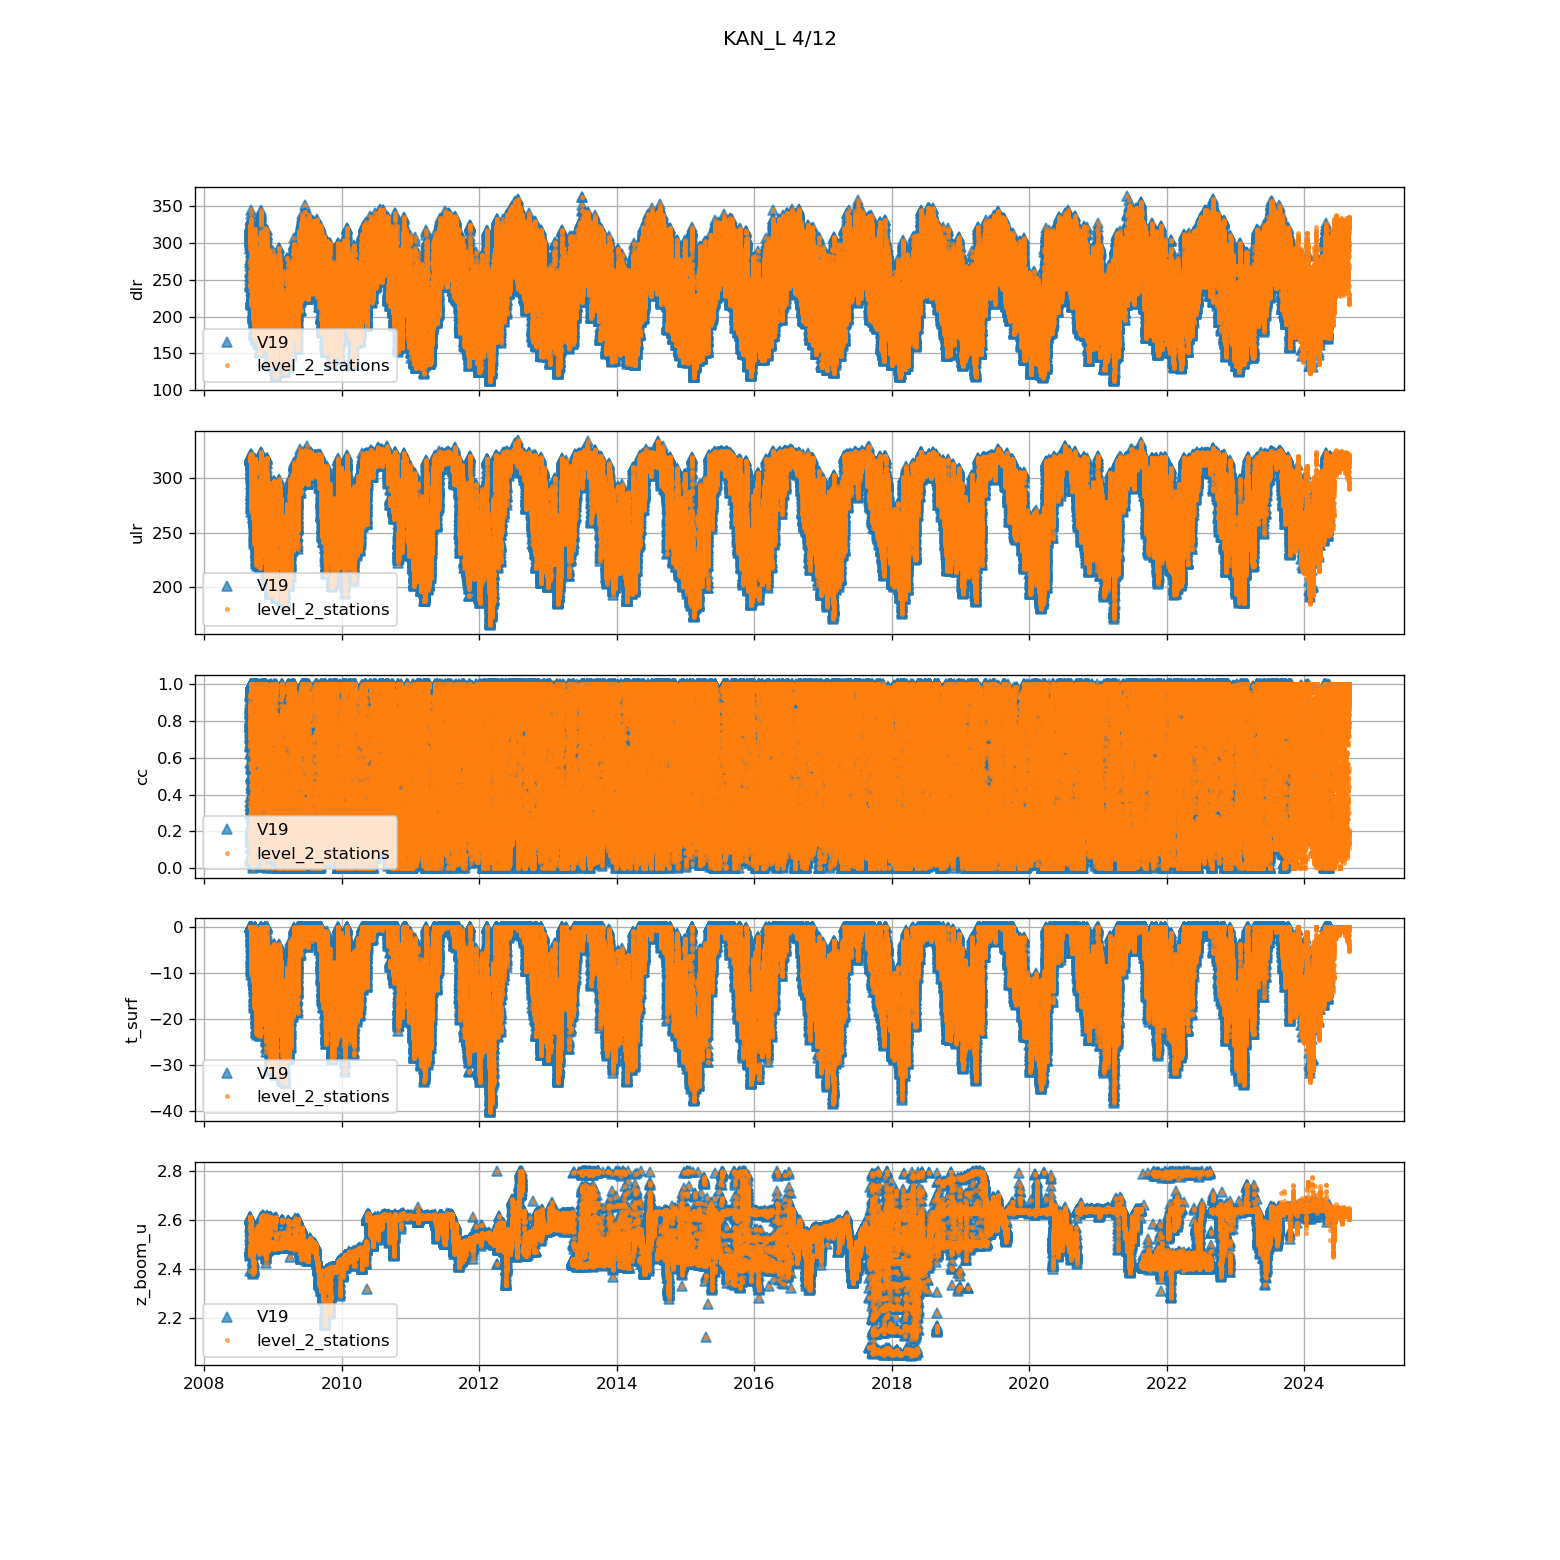 KAN_L 4/12
350
300
250
200
150
100
dlr
V19
level_2_stations
300
250
200
ulr
V19
level_2_stations
1.0
0.8
0.6
0.4
0.2
0.0
cc
V19
level_2_stations
0
−10
−20
−30
−40
t_surf
V19
level_2_stations
2.8
2.6
2.4
2.2
z_boom_u
V19
level_2_stations
2008 2010 2012 2014 2016 2018 2020 2022 2024